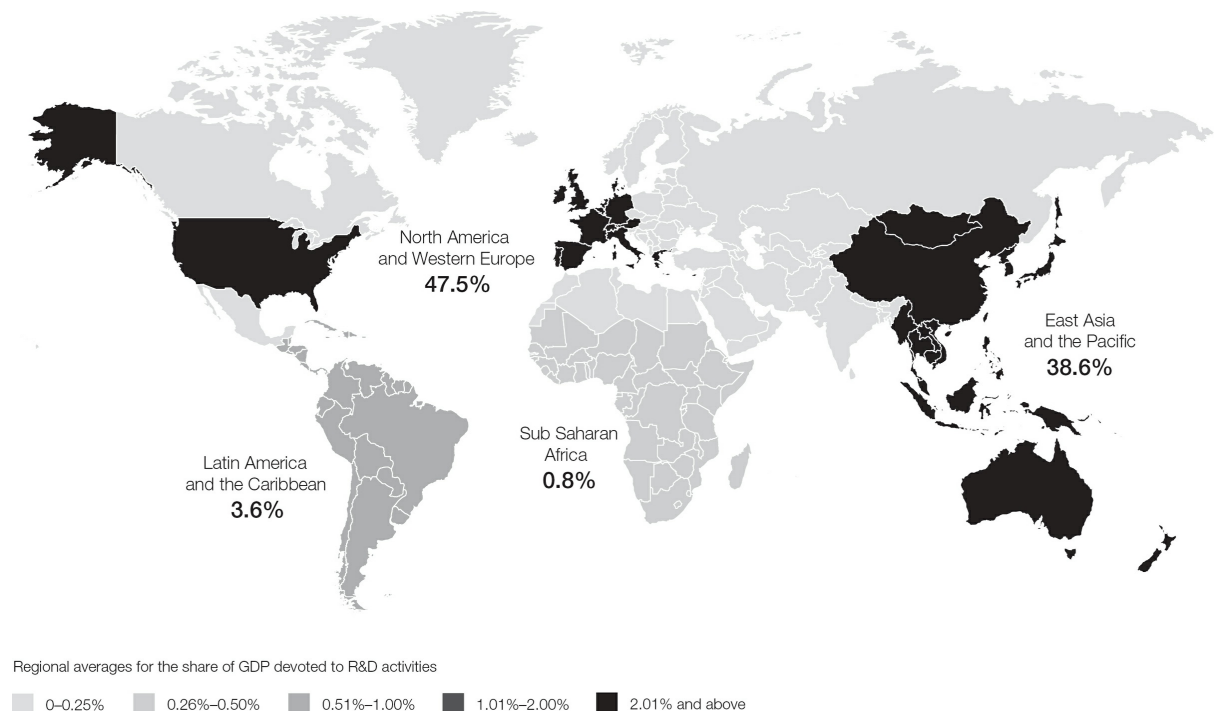 North America
and Western Europe
47.5%
East Asia
and the Pacific
38.6%
Sub Saharan
Africa
0.8%
Latin America
and the Caribbean
3.6%
Regional averages for the share of GDP devoted to R&D activities
0–0.25%
0.26%–0.50%
0.51%–1.00%
1.01%–2.00%
2.01% and above